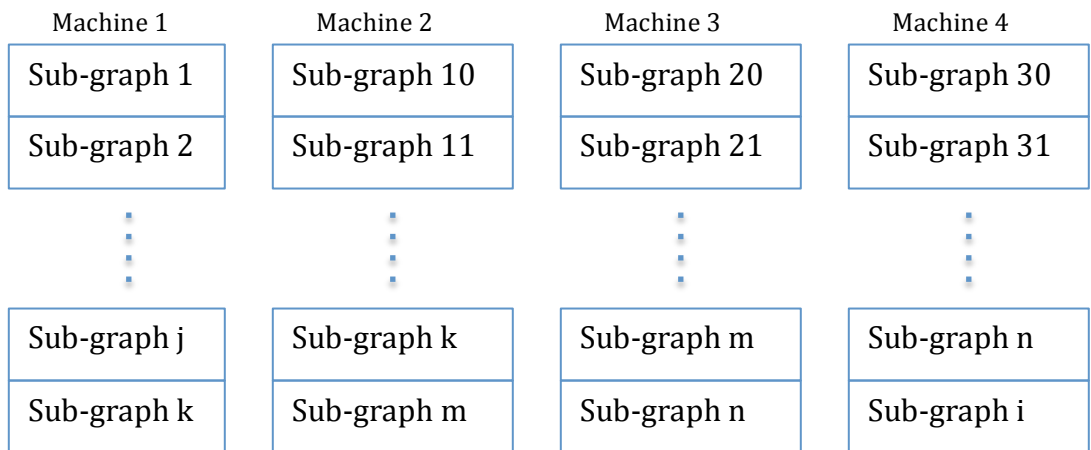 Machine 1 Machine 2 Machine 3 Machine 4
Sub-graph 1 Sub-graph 10 Sub-graph 20 Sub-graph 30
Sub-graph 2 Sub-graph 11 Sub-graph 21 Sub-graph 31
Sub-graph j Sub-graph k Sub-graph m Sub-graph n
Sub-graph k Sub-graph m Sub-graph n Sub-graph i